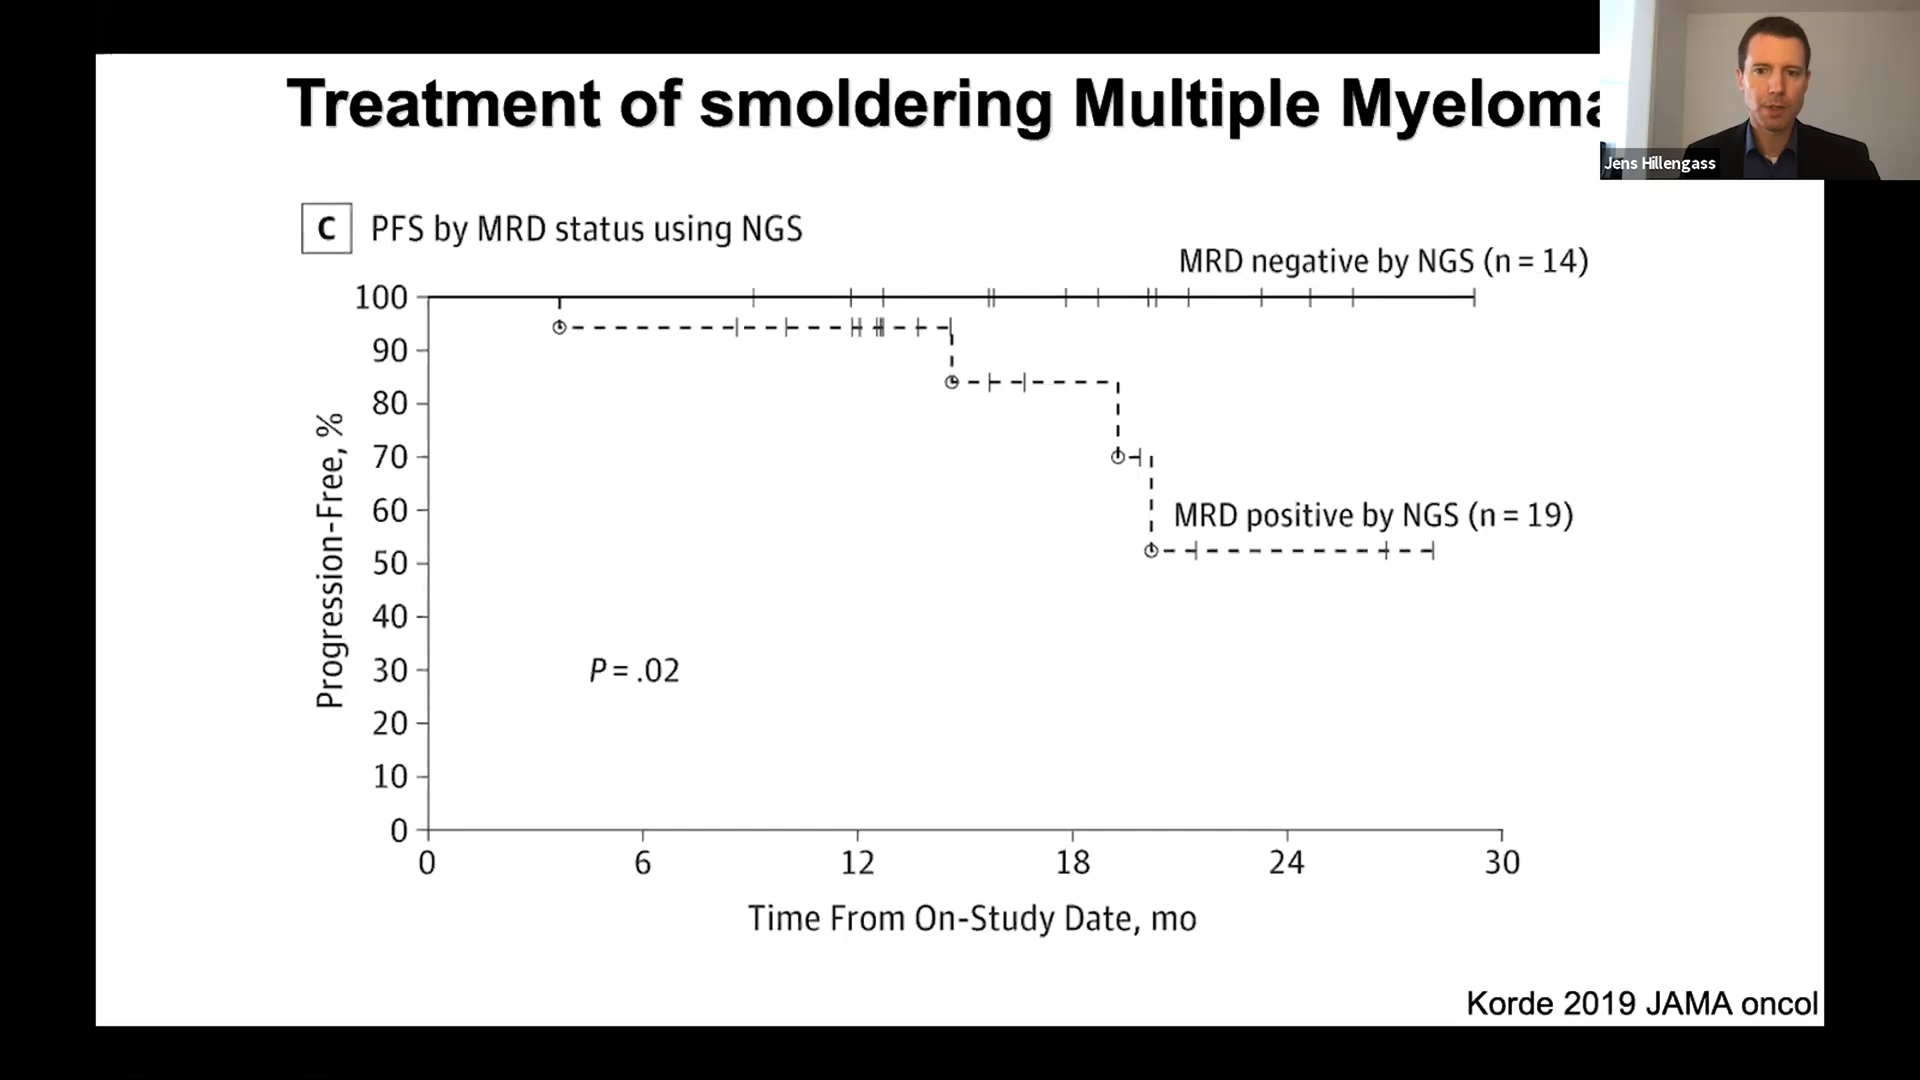 Treatment of smoldering Multiple Myeloma
Jens Hillengass
C PFS by MRD status using NGS
MRD negative by NGS (n = 14)
100
90
80
70
60
50
40
30
20
10
0
Progression-Free, %
MRD positive by NGS (n = 19)
P = .02
0 6 12 18 24 30
Time From On-Study Date, mo
Korde 2019 JAMA oncol